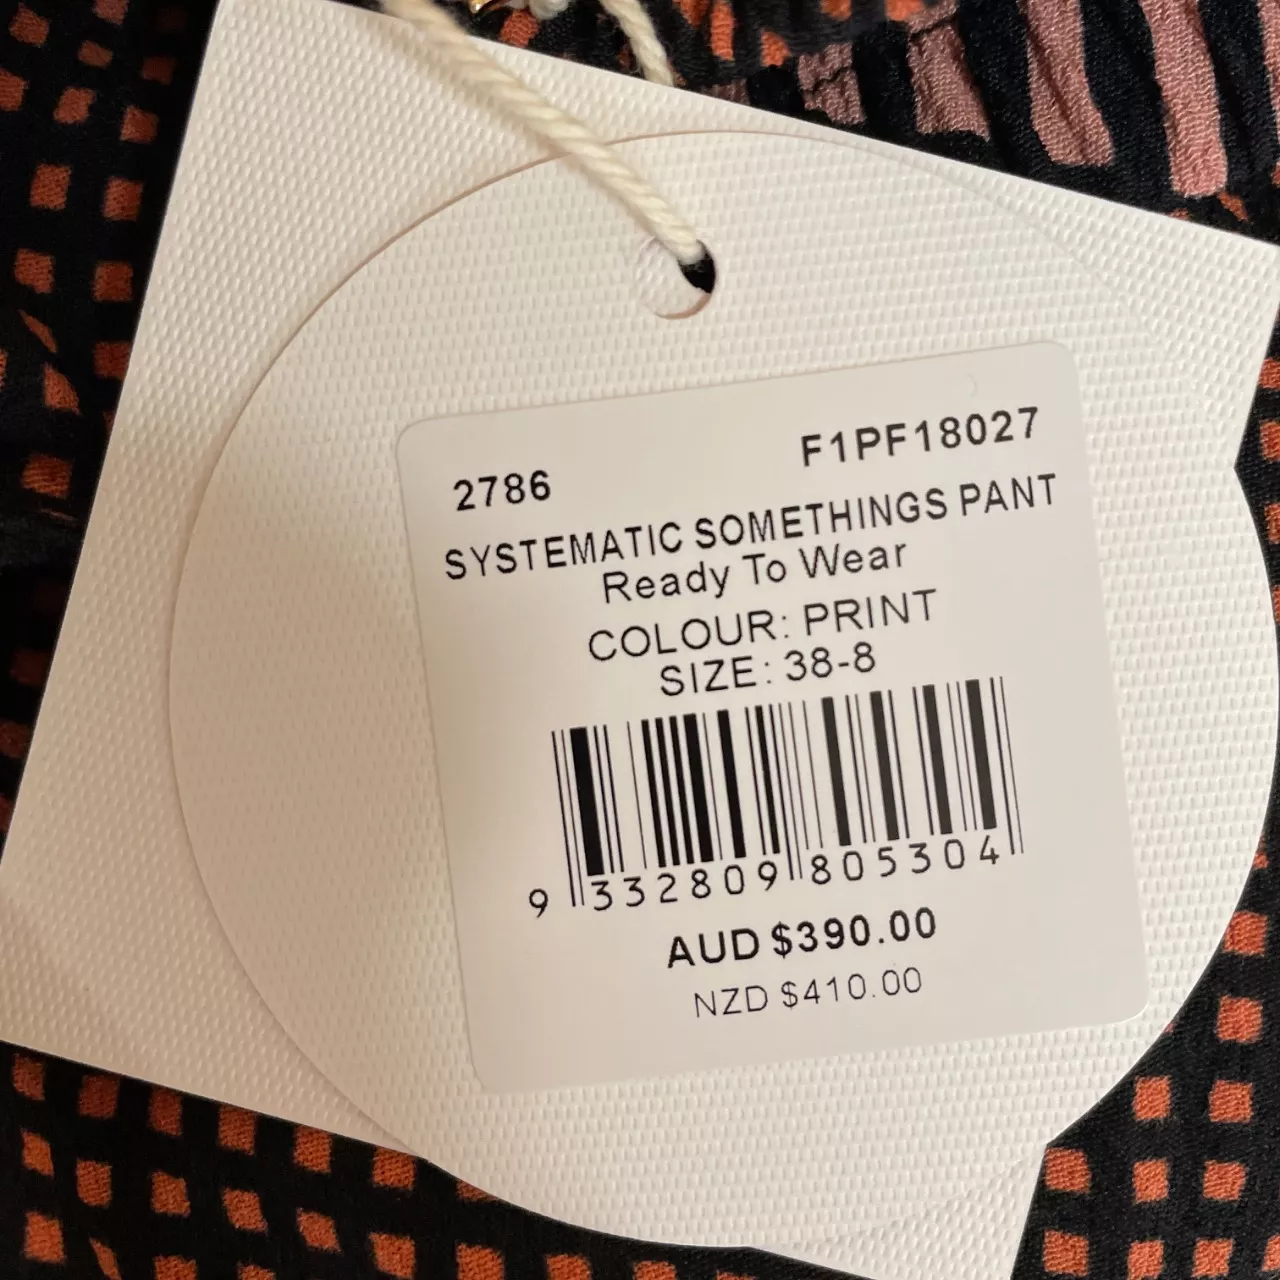 2786 F1PF18027
SYSTEMATIC SOMETHINGS PANT
Ready To Wear
COLOUR: PRINT
SIZE: 38-8
9 332809 805304
AUD $390.00
NZD $410.00